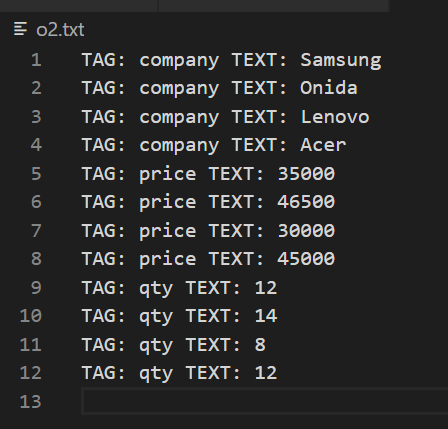 o2.txt
1 TAG: company TEXT: Samsung
2 TAG: company TEXT: Onida
3 TAG: company TEXT: Lenovo
4 TAG: company TEXT: Acer
5 TAG: price TEXT: 35000
6 TAG: price TEXT: 46500
7 TAG: price TEXT: 30000
8 TAG: price TEXT: 45000
9 TAG: qty TEXT: 12
10 TAG: qty TEXT: 14
11 TAG: qty TEXT: 8
12 TAG: qty TEXT: 12
13